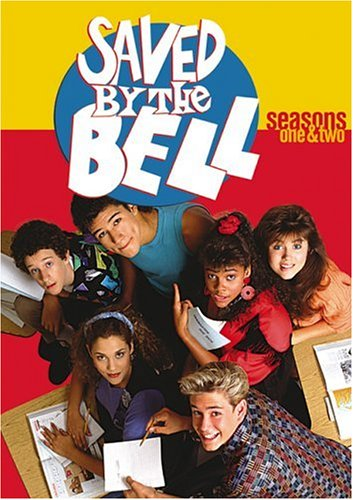 SAVED
BY THE
BELL
seasons
one & two